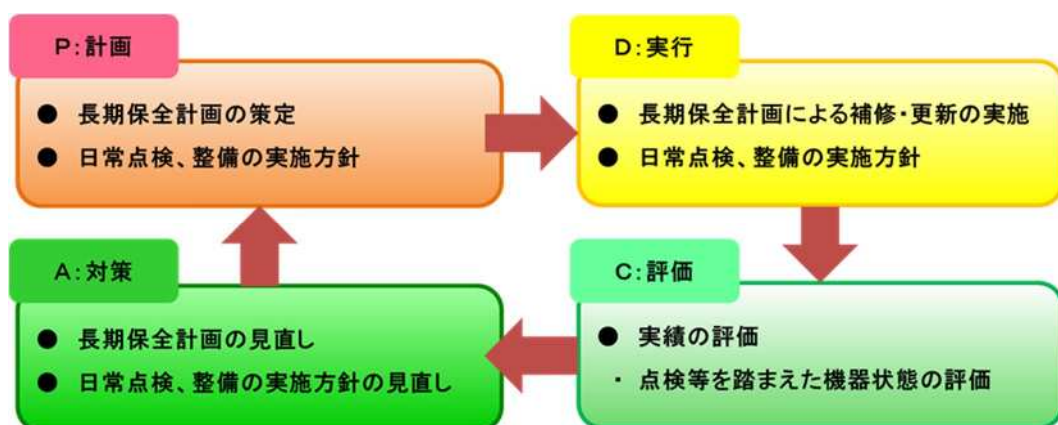 P:計画
● 長期保全計画の策定
● 日常点検、整備の実施方針
D:実行
● 長期保全計画による補修・更新の実施
● 日常点検、整備の実施方針
C:評価
● 実績の評価
・ 点検等を踏まえた機器状態の評価
A:対策
● 長期保全計画の見直し
● 日常点検、整備の実施方針の見直し